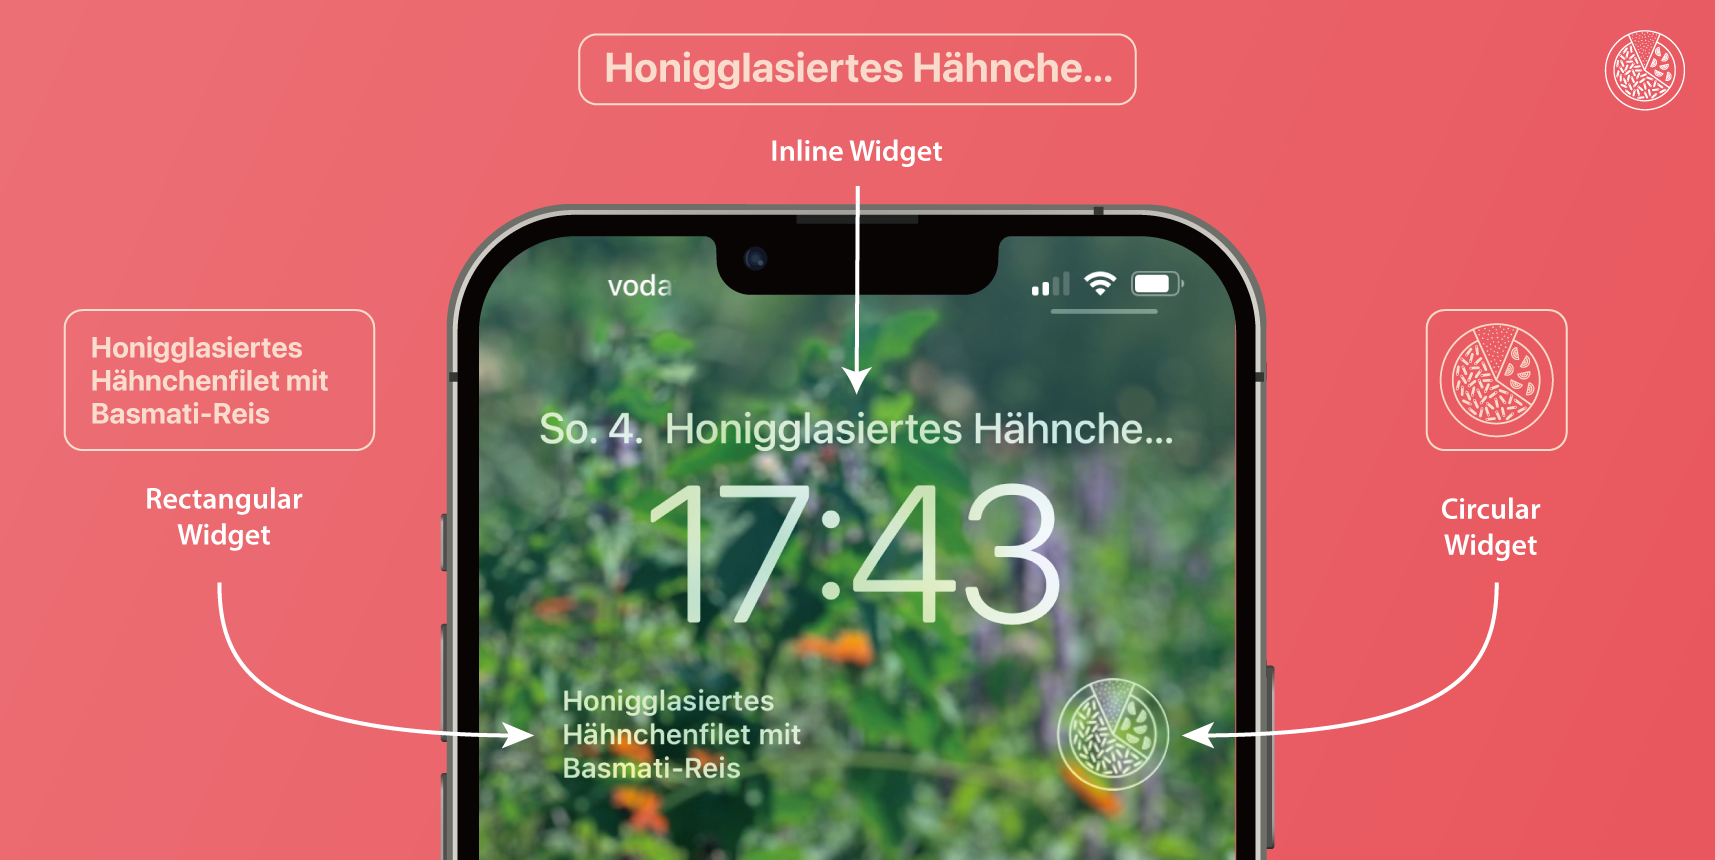 Honigglasiertes Hähnche...
Inline Widget
voda
Honigglasiertes
Hähnchenfilet mit
Basmati-Reis
Rectangular
Widget
So. 4. Honigglasiertes Hähnche...
17:43
Honigglasiertes
Hähnchenfilet mit
Basmati-Reis
Circular
Widget